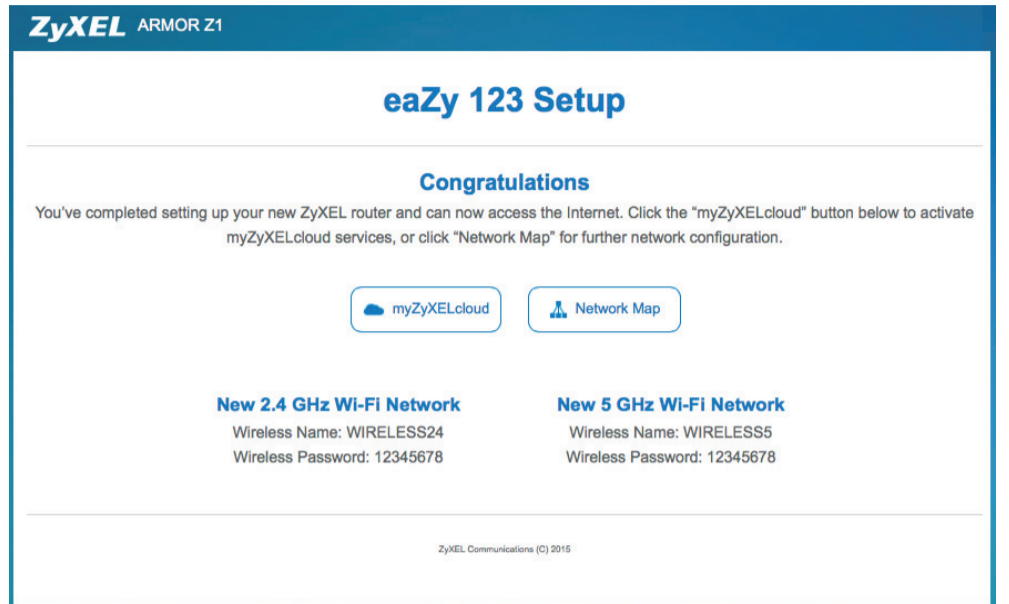 ZyXEL ARMOR Z1
eaZy 123 Setup
Congratulations
You've completed setting up your new ZyXEL router and can now access the Internet. Click the “myZyXELcloud” button below to activate
myZyXELcloud services, or click “Network Map” for further network configuration.
myZyXELcloud
Network Map
New 2.4 GHz Wi-Fi Network
Wireless Name: WIRELESS24
Wireless Password: 12345678
New 5 GHz Wi-Fi Network
Wireless Name: WIRELESS5
Wireless Password: 12345678
ZyXEL Communications (C) 2015